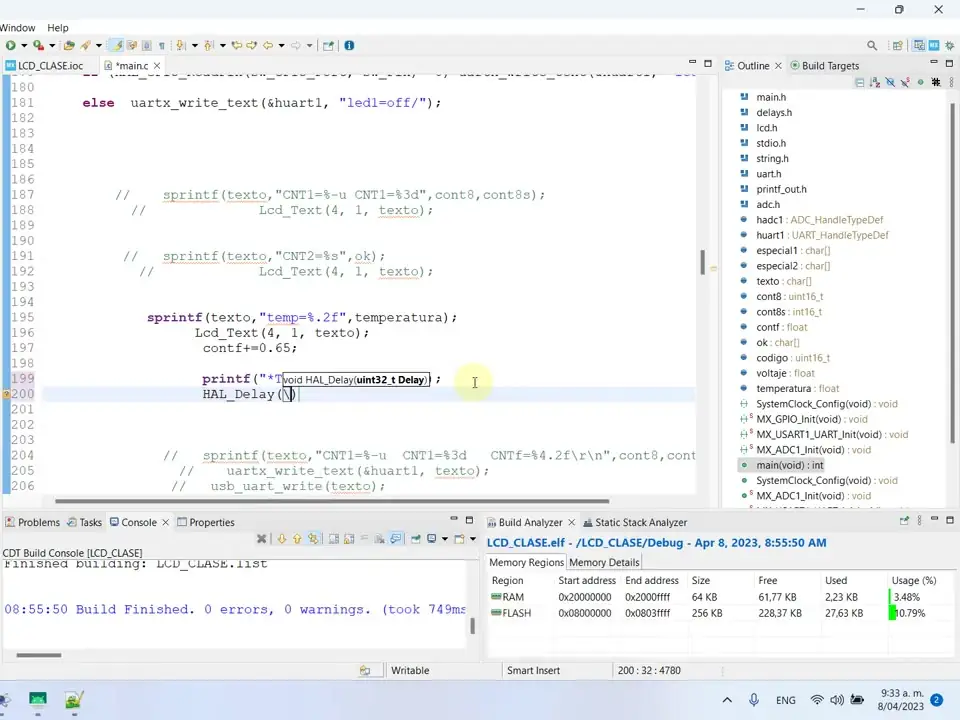 Window Help
LCD_CLASE.ioc *main.c
180
181 else uartx_write_text(&huart1, "led1=off/");
182
183
184
185
186
187 // sprintf(texto,"CNT1=%-u CNT1=%3d",cont8,cont8s);
188 // Lcd_Text(4, 1, texto);
189
190
191 // sprintf(texto,"CNT2=%s",ok);
192 // Lcd_Text(4, 1, texto);
193
194
195 sprintf(texto,"temp=%.2f",temperatura);
196 Lcd_Text(4, 1, texto);
197 contf+=0.65;
198
199 printf("*T void HAL_Delay(uint32_t Delay) ;
200 HAL_Delay(\)
201
202
203
204 // sprintf(texto,"CNT1=%-u CNT1=%3d CNTf=%4.2f\r\n",cont8,cont
205 // uartx_write_text(&huart1, texto);
206 // usb_uart_write(texto);
Outline Build Targets
main.h
delays.h
lcd.h
stdio.h
string.h
uart.h
printf_out.h
adc.h
hadc1 : ADC_HandleTypeDef
huart1 : UART_HandleTypeDef
especial1 : char[]
especial2 : char[]
texto : char[]
cont8 : uint16_t
cont8s : int16_t
contf : float
ok : char[]
codigo : uint16_t
voltaje : float
temperatura : float
SystemClock_Config(void) : void
MX_GPIO_Init(void) : void
MX_USART1_UART_Init(void) : void
MX_ADC1_Init(void) : void
main(void) : int
SystemClock_Config(void) : void
MX_ADC1_Init(void) : void
Problems Tasks Console Properties
CDT Build Console [LCD_CLASE]
Finished building: LCD_CLASE.list
08:55:50 Build Finished. 0 errors, 0 warnings. (took 749ms
Build Analyzer Static Stack Analyzer
LCD_CLASE.elf - /LCD_CLASE/Debug - Apr 8, 2023, 8:55:50 AM
Memory Regions Memory Details
Region Start address End address Size Free Used Usage (%)
RAM 0x20000000 0x2000ffff 64 KB 61,77 KB 2,23 KB 3.48%
FLASH 0x08000000 0x0803ffff 256 KB 228,37 KB 27,63 KB 10.79%
Writable Smart Insert 200 : 32 : 4780
ENG 9:33 a. m.
8/04/2023 2